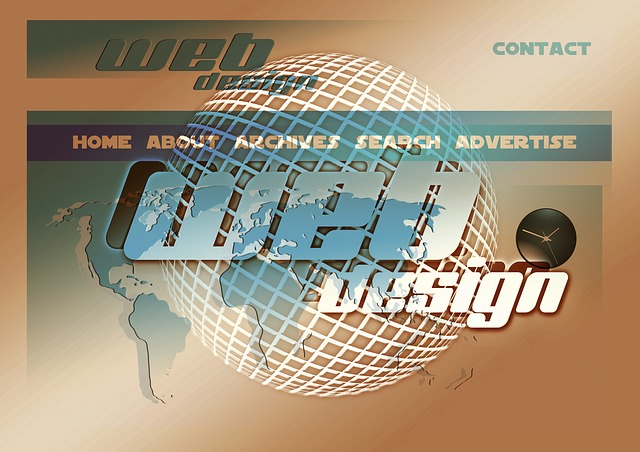 web
design
CONTACT
HOME ABOUT ARCHIVES SEARCH ADVERTISE
web
design